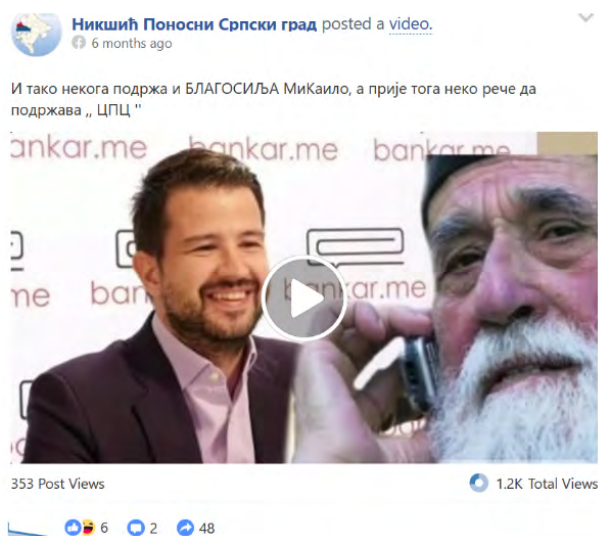 Никшић Поносни Српски град posted a video.
6 months ago
И тако некога подржа и БЛАГОСИЉА МиКаило, а прије тога неко рече да
подржава ,, ЦПЦ "
ankar.me bankar.me bankar.me
me bankar.me
353 Post Views
1.2K Total Views
6 2 48